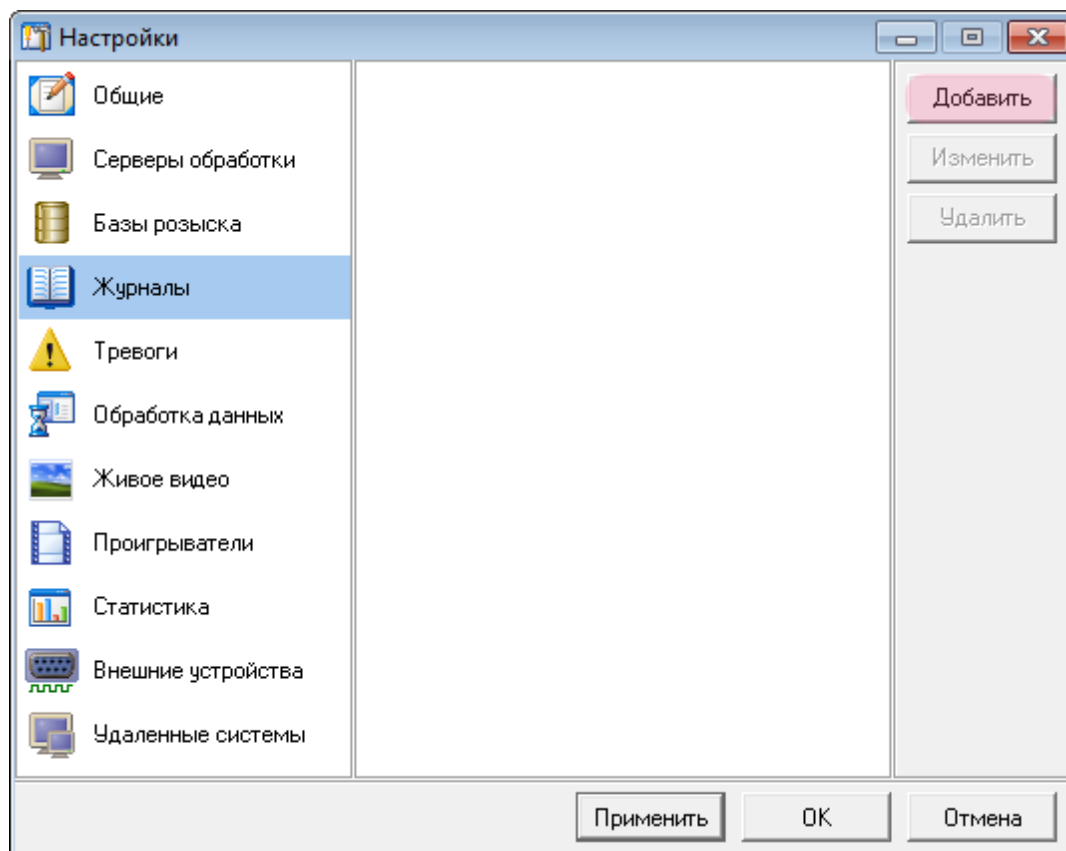 Настройки
Общие
Серверы обработки
Базы розыска
Журналы
Тревоги
Обработка данных
Живое видео
Проигрыватели
Статистика
Внешние устройства
Удаленные системы
Добавить
Изменить
Удалить
Применить
OK
Отмена